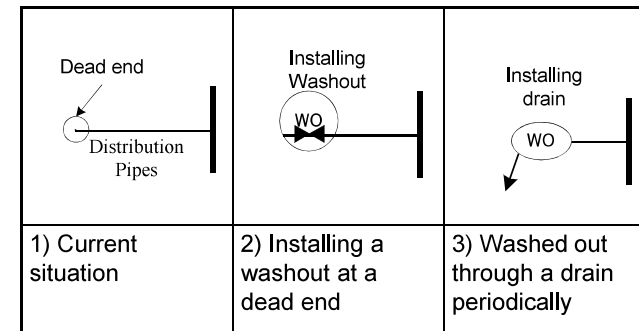 Dead end
Distribution
Pipes
Installing
Washout
WO
Installing
drain
WO
1) Current
situation
2) Installing a
washout at a
dead end
3) Washed out
through a drain
periodically